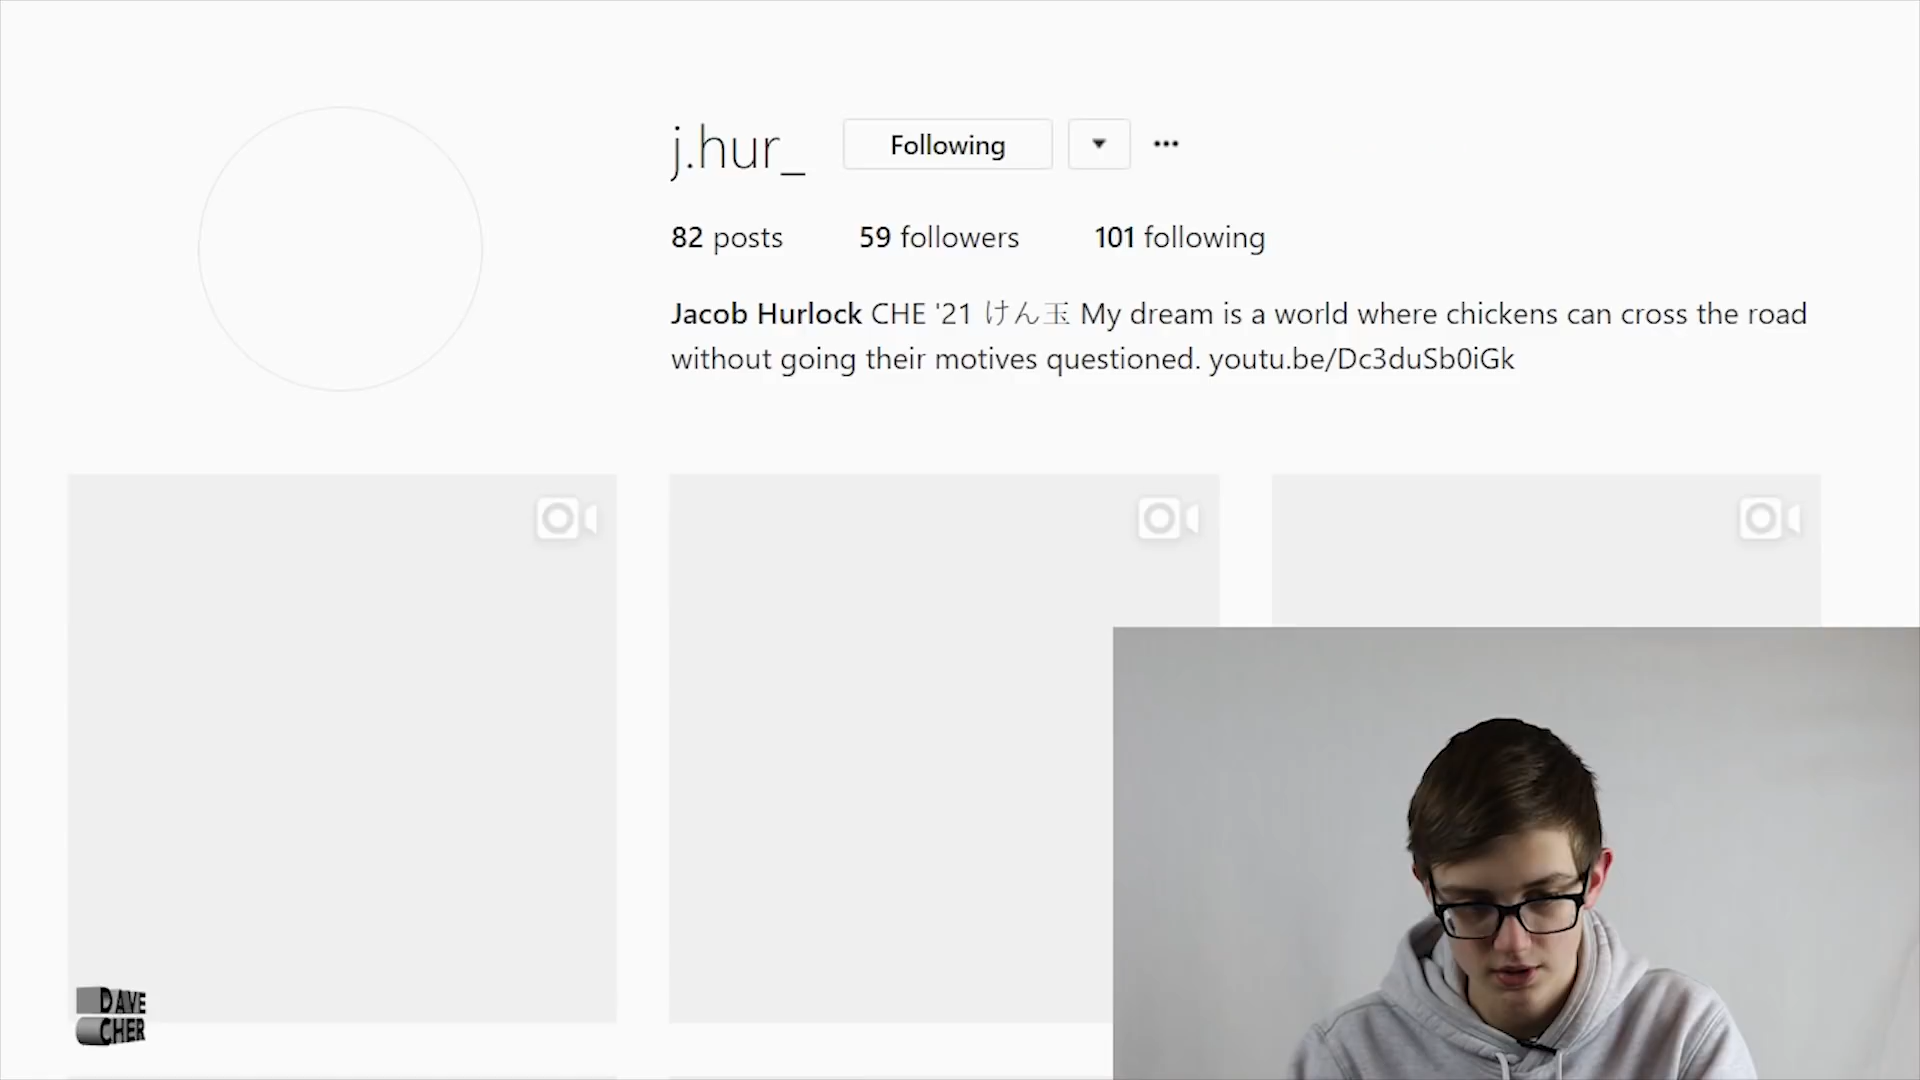 j.hur_ Following
82 posts 59 followers 101 following
Jacob Hurlock CHE '21 けん玉 My dream is a world where chickens can cross the road
without going their motives questioned. youtu.be/Dc3duSb0iGk
DAVE
CHER